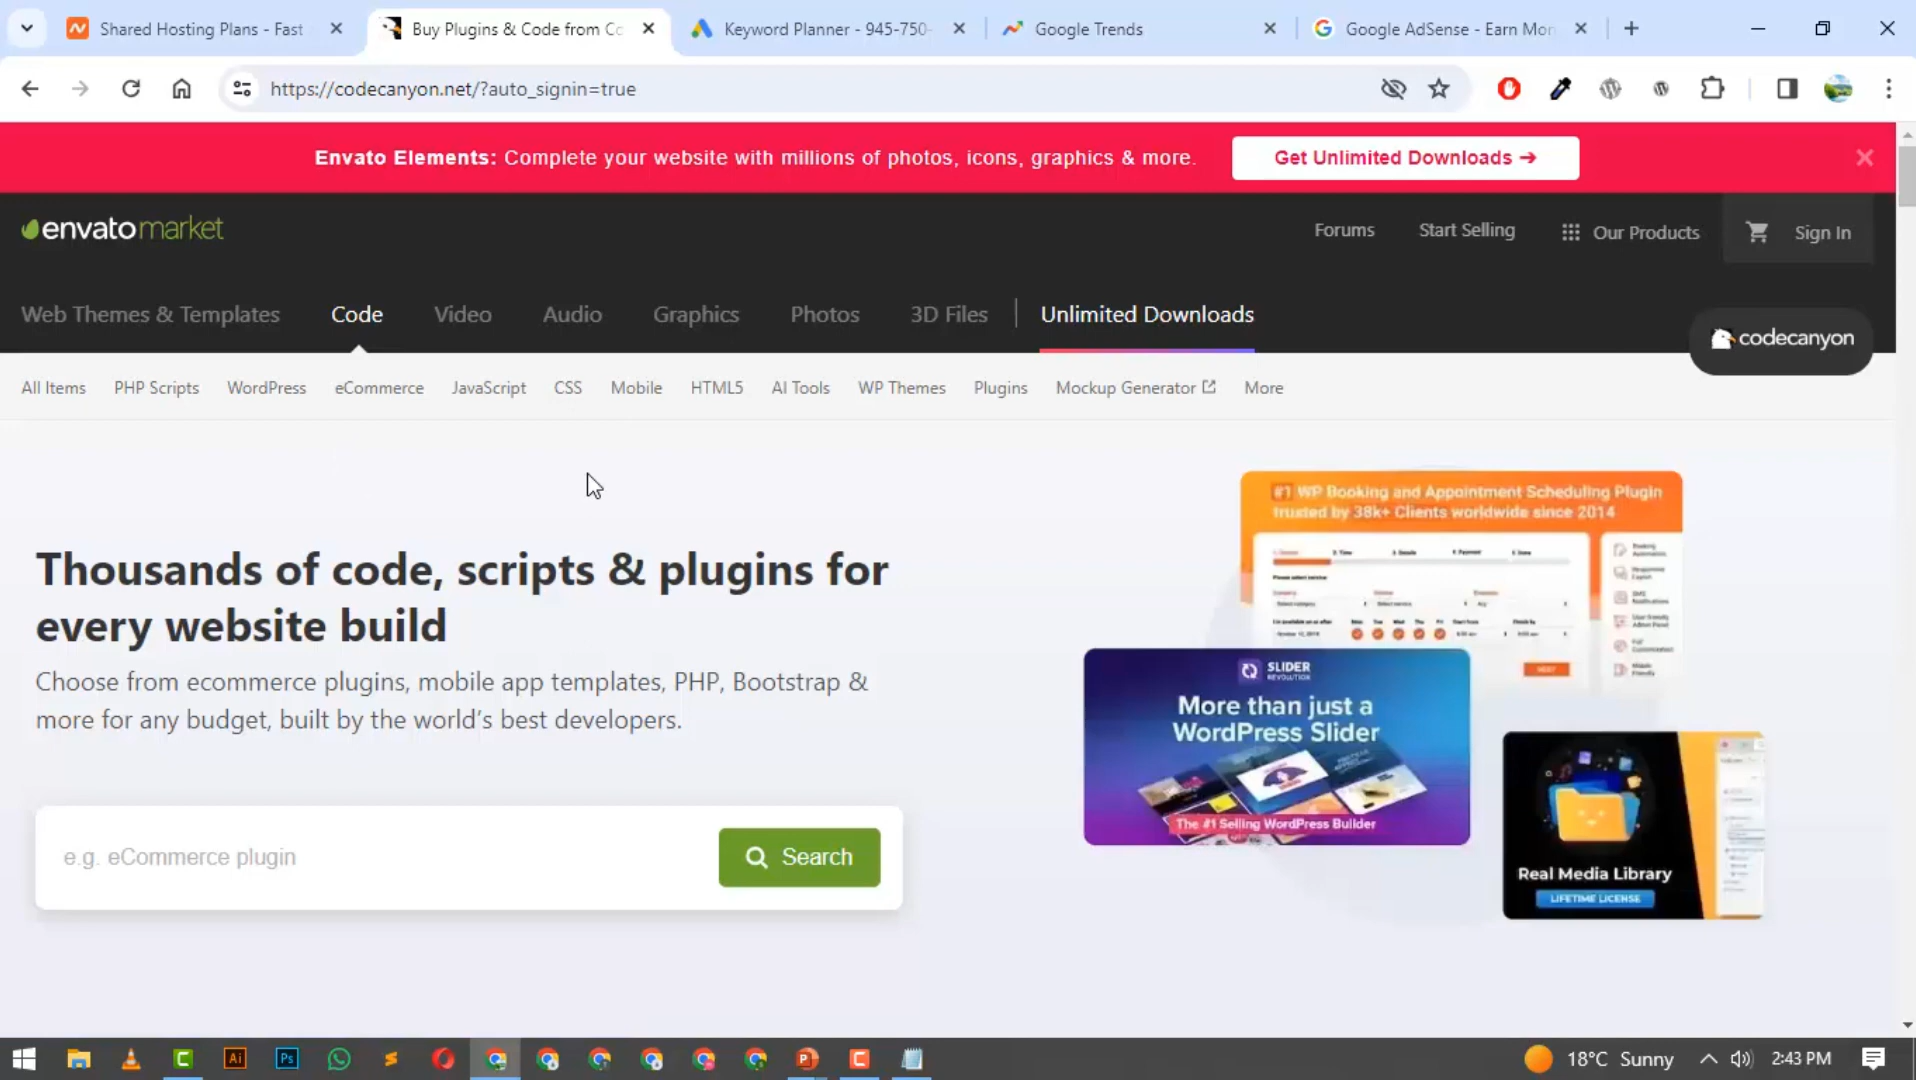 Shared Hosting Plans - Fast
Buy Plugins & Code from Co
Keyword Planner - 945-750-
Google Trends
Google AdSense - Earn Mon
https://codecanyon.net/?auto_signin=true
Envato Elements: Complete your website with millions of photos, icons, graphics & more.
Get Unlimited Downloads →
envato market
Forums
Start Selling
Our Products
Sign In
Web Themes & Templates
Code
Video
Audio
Graphics
Photos
3D Files
Unlimited Downloads
codecanyon
All Items
PHP Scripts
WordPress
eCommerce
JavaScript
CSS
Mobile
HTML5
AI Tools
WP Themes
Plugins
Mockup Generator
More
#1 WP Booking and Appointment Scheduling Plugin
trusted by 38k+ Clients worldwide since 2014
Thousands of code, scripts & plugins for
every website build
Choose from ecommerce plugins, mobile app templates, PHP, Bootstrap &
more for any budget, built by the world's best developers.
SLIDER
REVOLUTION
More than just a
WordPress Slider
The #1 Selling WordPress Builder
Real Media Library
LIFETIME LICENSE
e.g. eCommerce plugin
Search
18°C Sunny
2:43 PM